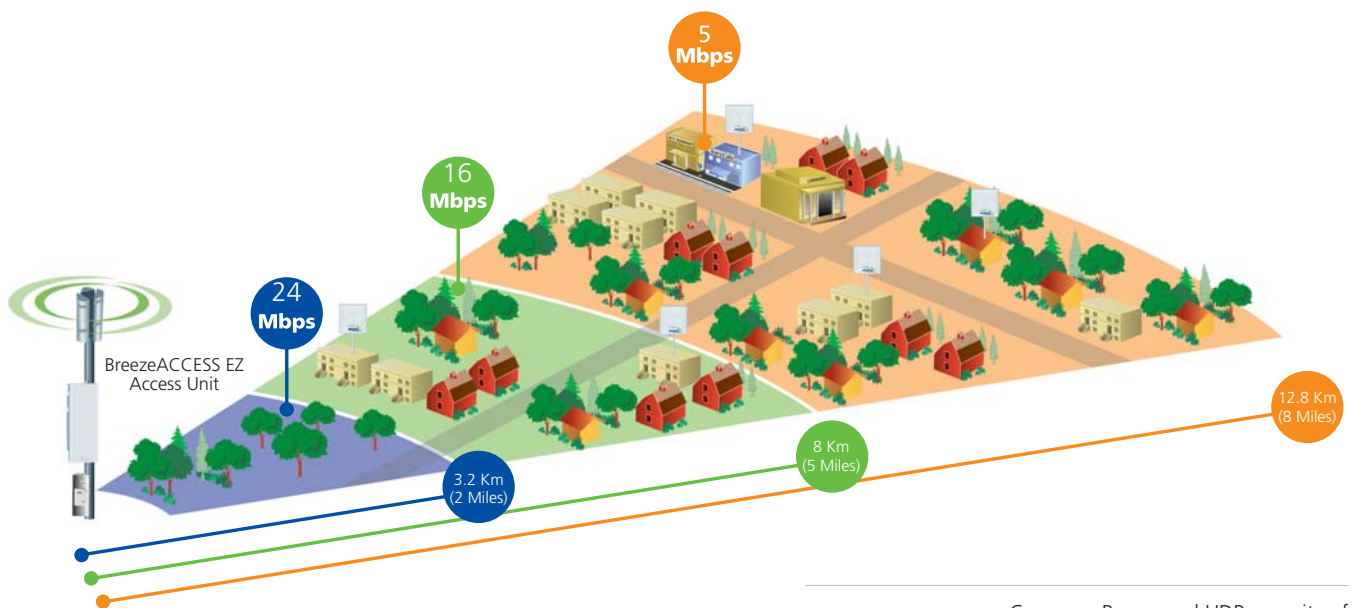 5
Mbps
16
Mbps
24
Mbps
BreezeACCESS EZ
Access Unit
12.8 Km
(8 Miles)
8 Km
(5 Miles)
3.2 Km
(2 Miles)